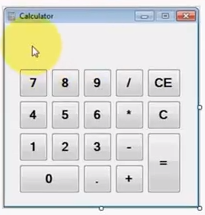 Calculator
7 8 9 / CE
4 5 6 * C
1 2 3 - =
0 . +